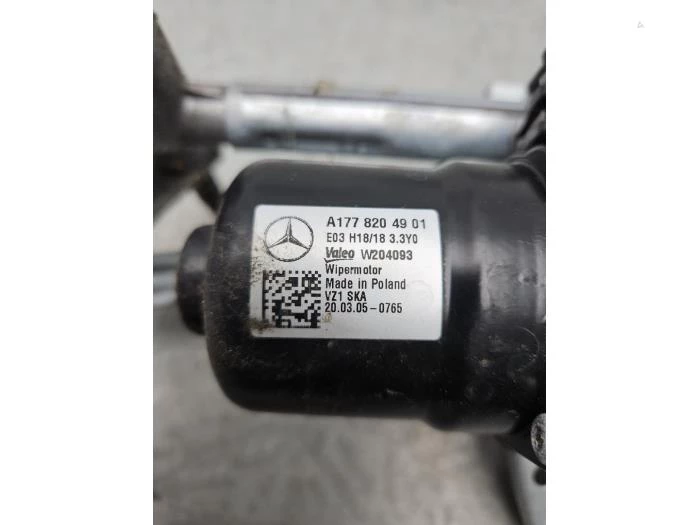 A177 820 49 01
E03 H18/18 3.3Y0
Valeo W204093
Wipermotor
Made in Poland
VZ1 SKA
20.03.05-0765